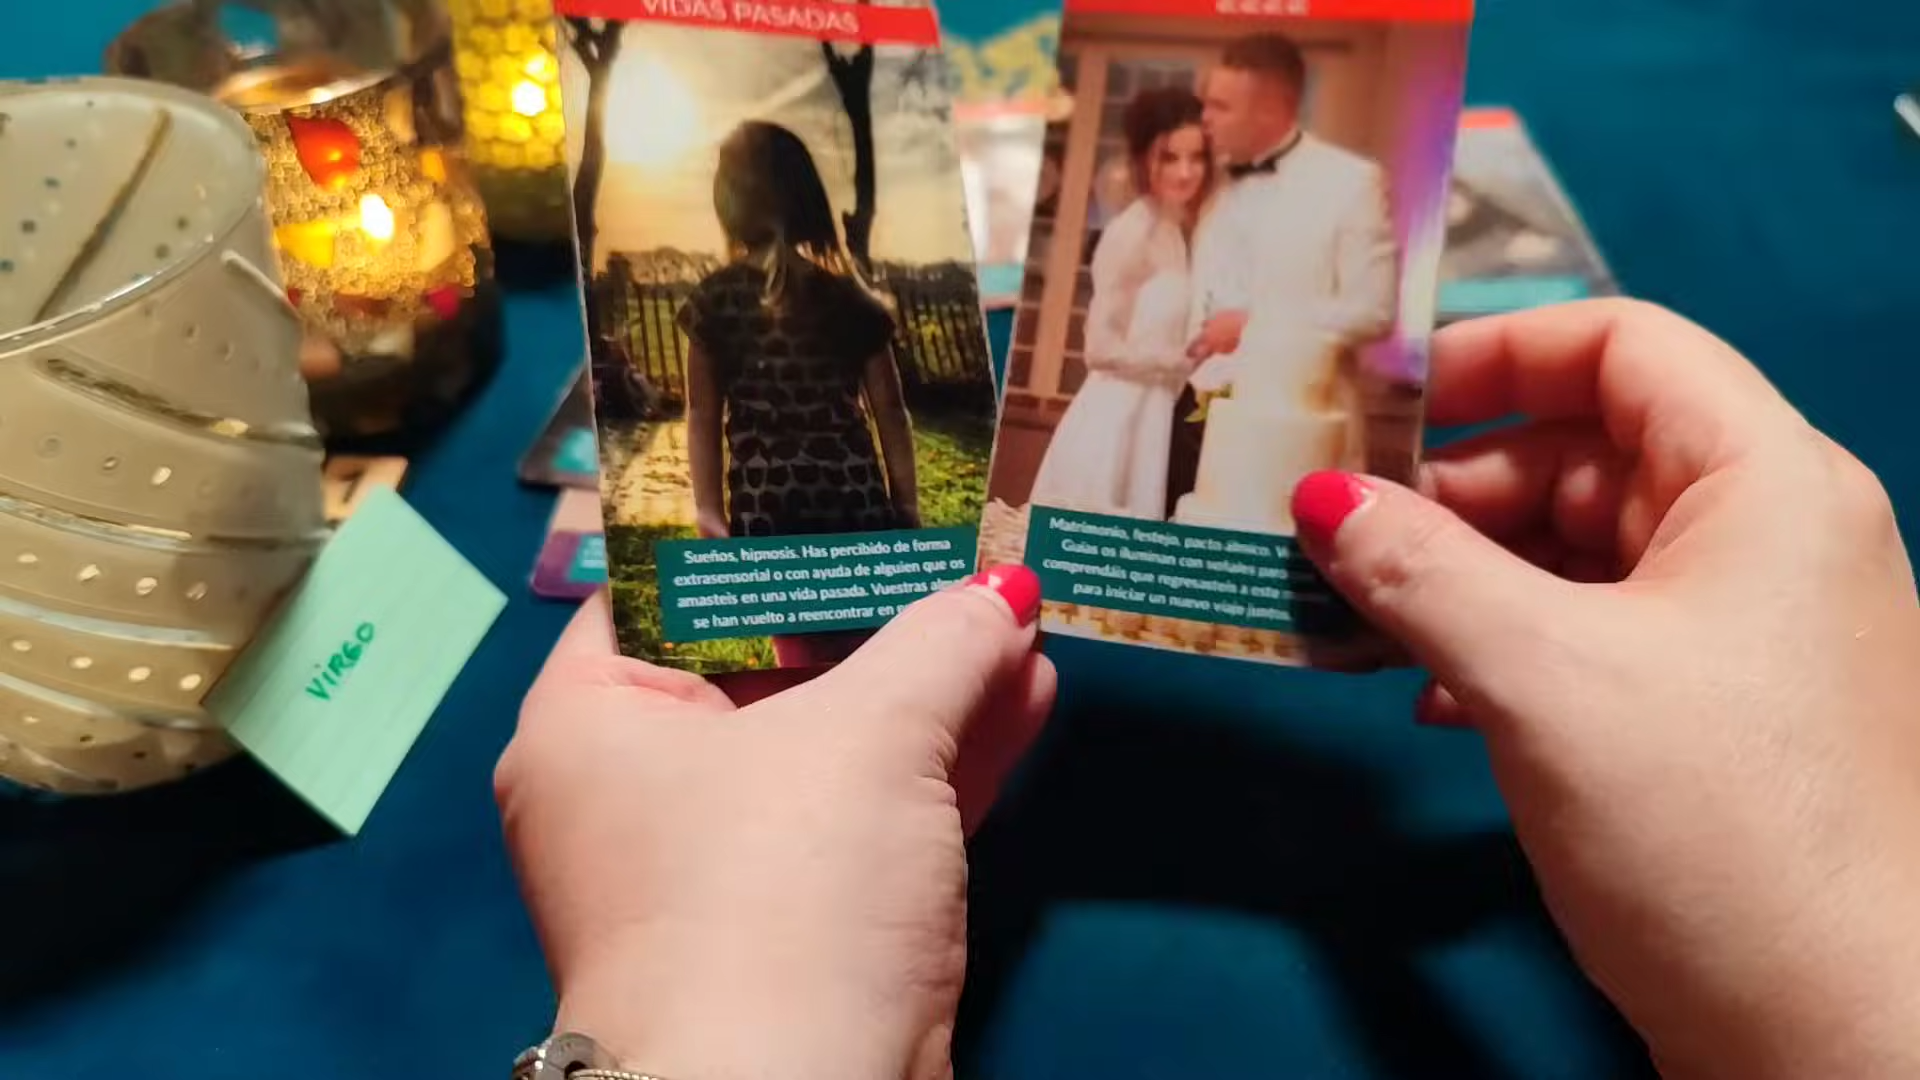 VIDAS PASADAS
Sueños, hipnosis. Has percibido de forma
extrasensorial o con ayuda de alguien que os
amasteis en una vida pasada. Vuestras
se han vuelto a reencontrar en
Matrimonio, festejo, pacto álmico.
Guías os iluminan con señales para
comprendáis que regresasteis a este
para iniciar un nuevo viaje juntos.
VIRGO